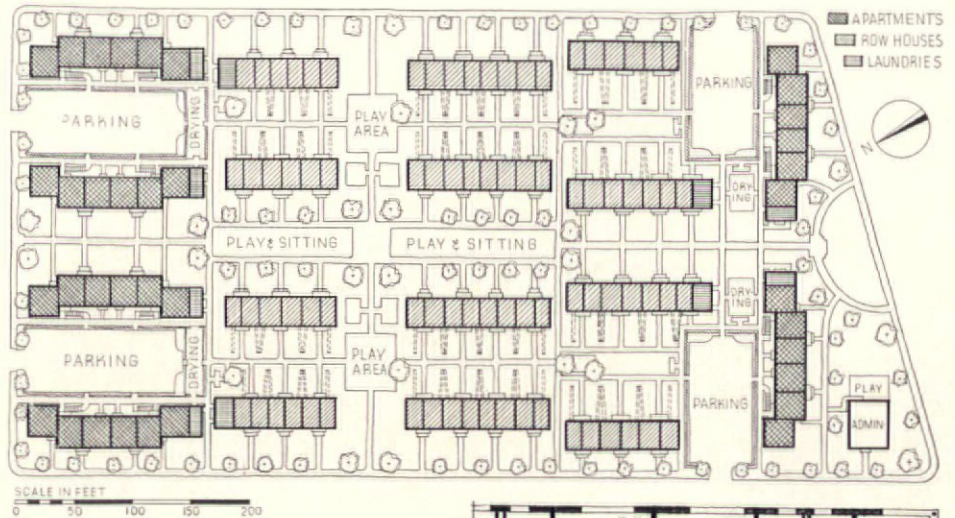 APARTMENTS
ROW HOUSES
LAUNDRIES
PARKING
DRYING
PLAY
AREA
PARKING
N
DRY-
ING
PLAY & SITTING
PLAY & SITTING
DRY-
ING
PARKING
DRYING
PLAY
AREA
PARKING
PLAY
ADMIN.
SCALE IN FEET
0 50 100 150 200